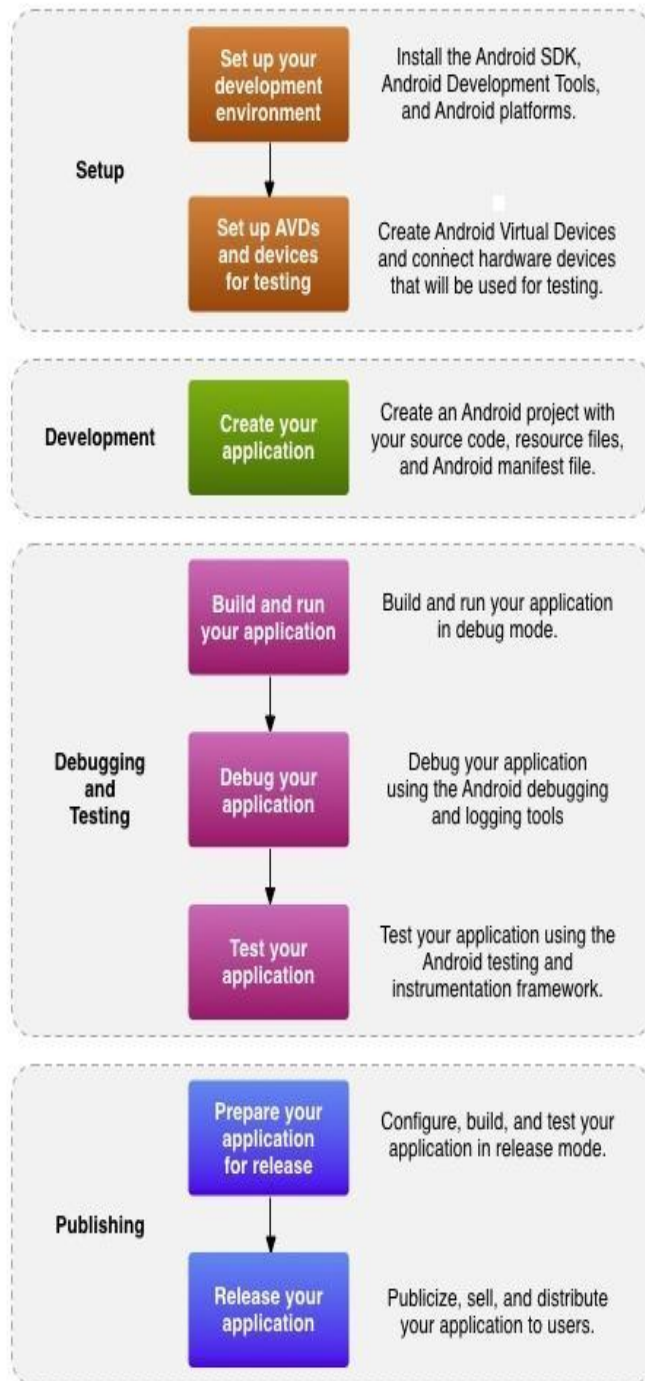 Set up your
development
environment
Install the Android SDK,
Android Development Tools,
and Android platforms.
Setup
Set up AVDs
and devices
for testing
Create Android Virtual Devices
and connect hardware devices
that will be used for testing.
Development
Create your
application
Create an Android project with
your source code, resource files,
and Android manifest file.
Build and run
your application
Build and run your application
in debug mode.
Debugging
and
Testing
Debug your
application
Debug your application
using the Android debugging
and logging tools
Test your
application
Test your application using the
Android testing and
instrumentation framework.
Prepare your
application
for release
Configure, build, and test your
application in release mode.
Publishing
Release your
application
Publicize, sell, and distribute
your application to users.